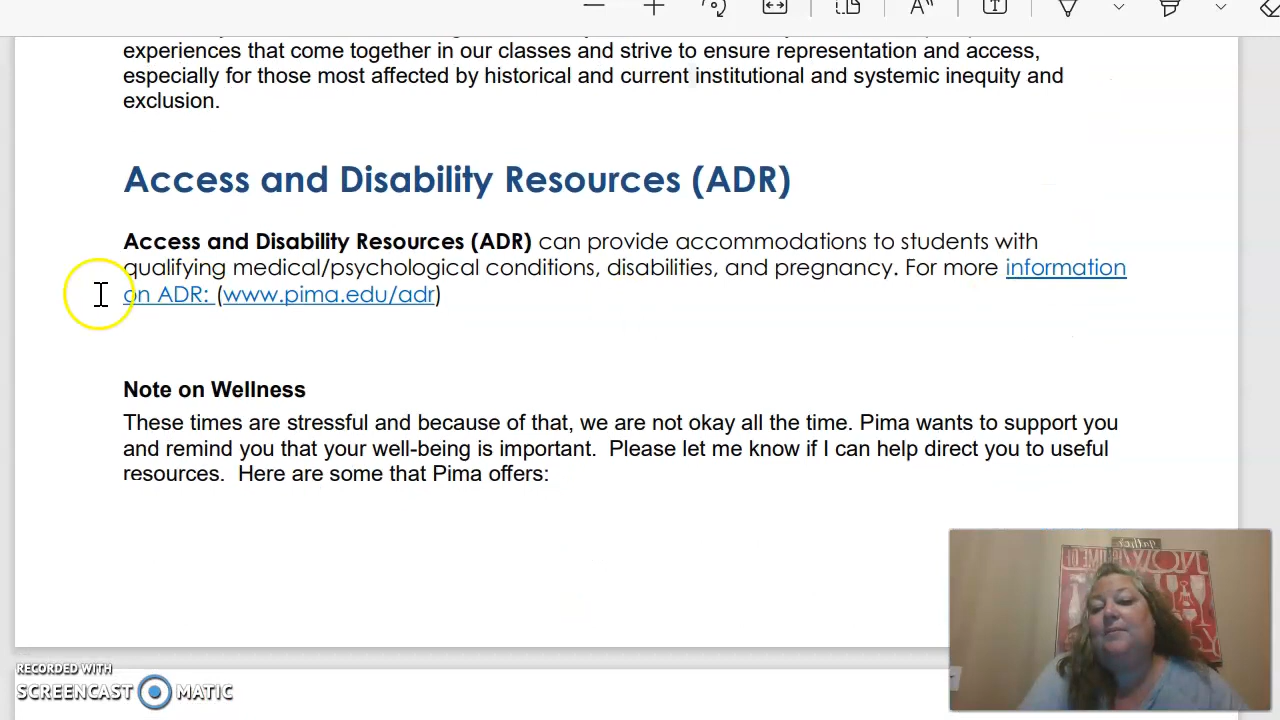 experiences that come together in our classes and strive to ensure representation and access,
especially for those most affected by historical and current institutional and systemic inequity and
exclusion.
Access and Disability Resources (ADR)
Access and Disability Resources (ADR) can provide accommodations to students with
qualifying medical/psychological conditions, disabilities, and pregnancy. For more information
on ADR: (www.pima.edu/adr)
Note on Wellness
These times are stressful and because of that, we are not okay all the time. Pima wants to support you
and remind you that your well-being is important.  Please let me know if I can help direct you to useful
resources.  Here are some that Pima offers:
RECORDED WITH
SCREENCAST MATIC